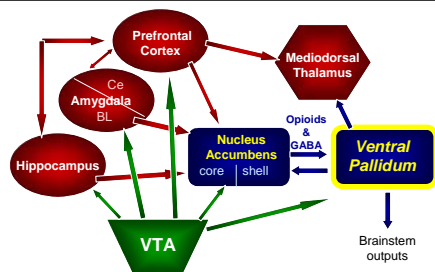 Prefrontal
Cortex
Mediodorsal
Thalamus
Ce
Amygdala
BL
Opioids
&
GABA
Nucleus
Accumbens
core shell
Ventral
Pallidum
Hippocampus
VTA
Brainstem
outputs